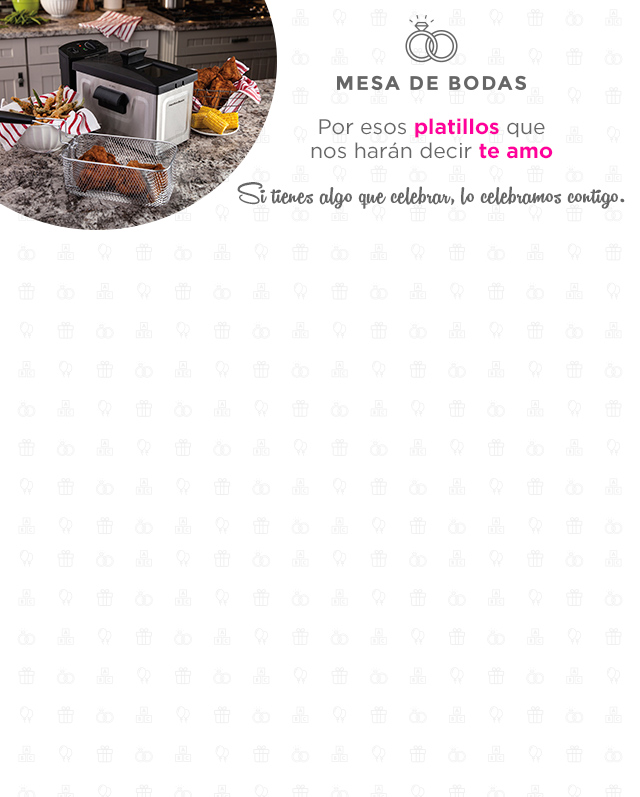 MESA DE BODAS
Por esos platillos que
nos harán decir te amo
Si tienes algo que celebrar, lo celebramos contigo.